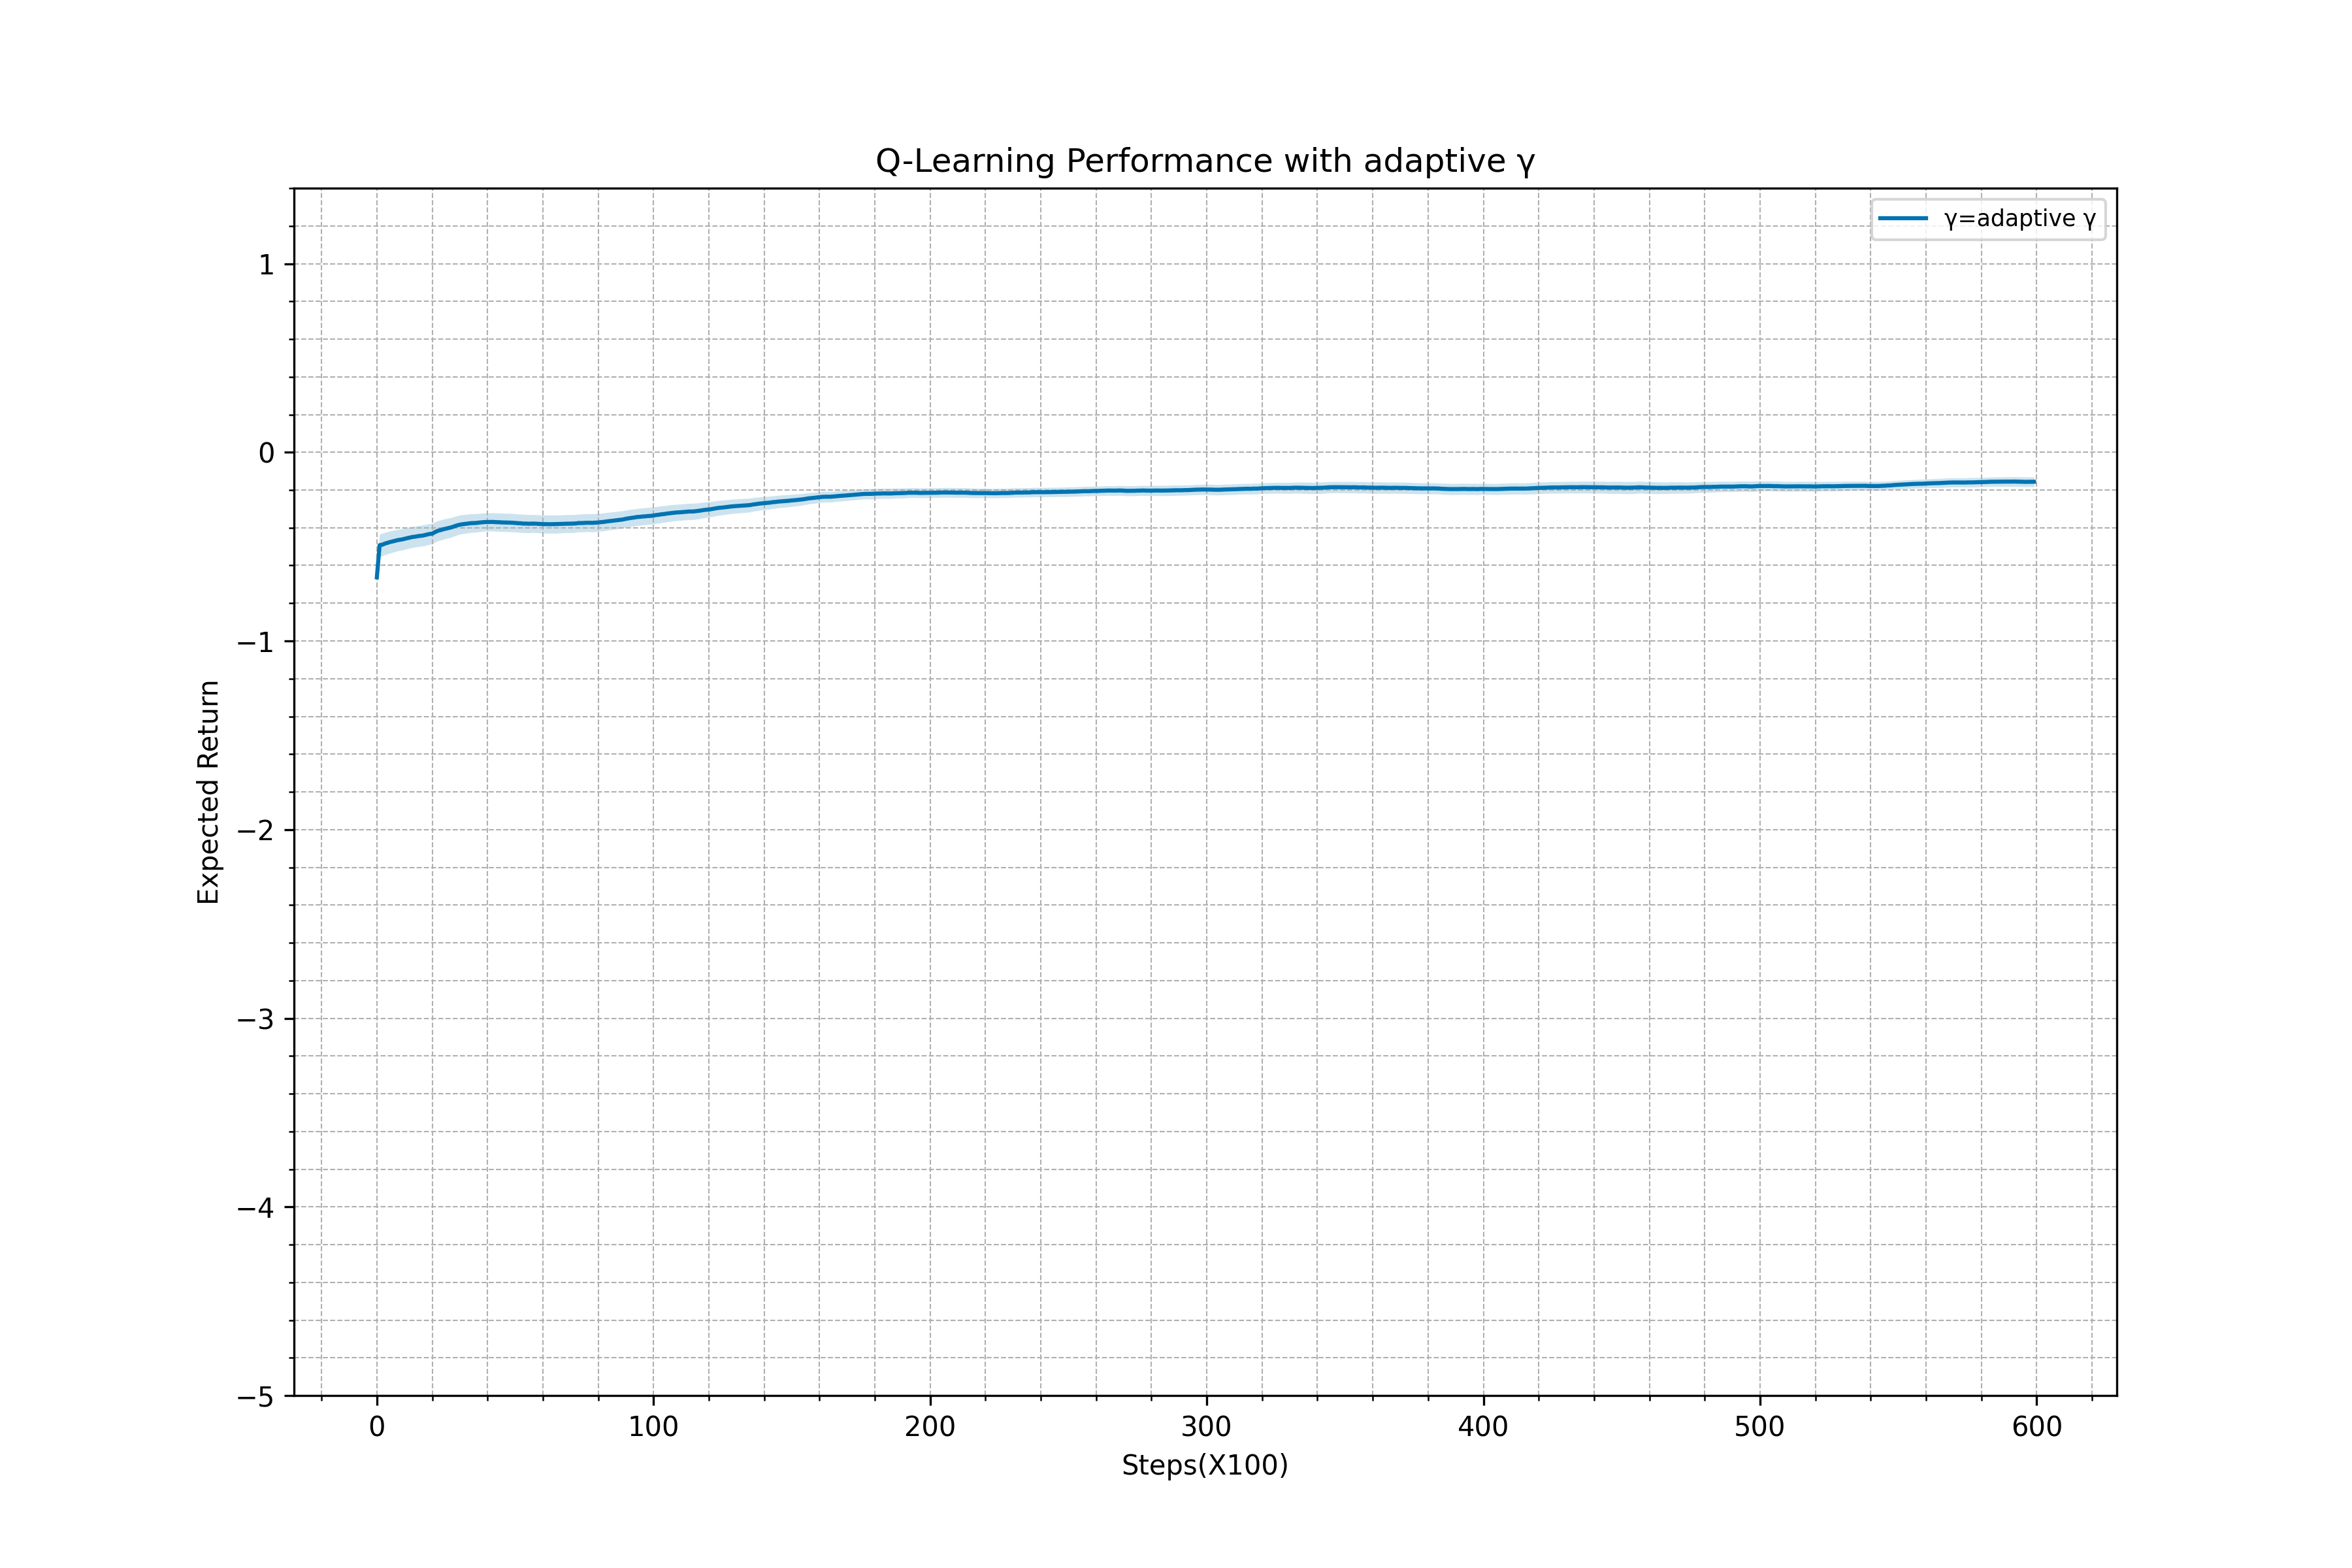 Q-Learning Performance with adaptive γ
γ=adaptive γ
1
0
−1
−2
−3
−4
−5
Expected Return
0 100 200 300 400 500 600
Steps(X100)